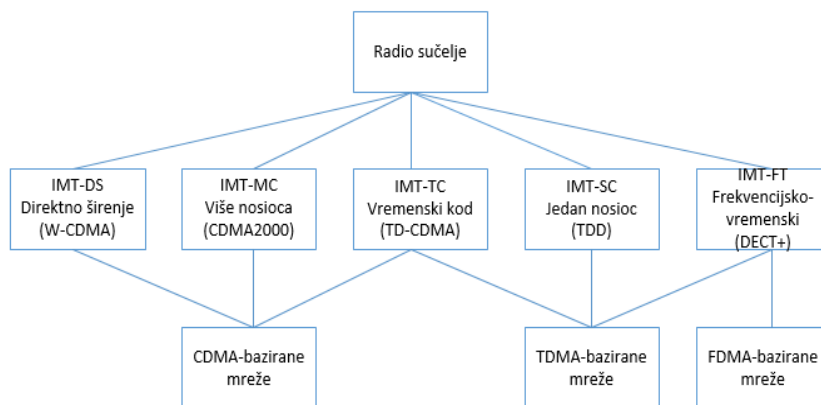 Radio sučelje
IMT-DS
Direktno širenje
(W-CDMA)
IMT-MC
Više nosioca
(CDMA2000)
IMT-TC
Vremenski kod
(TD-CDMA)
IMT-SC
Jedan nosioc
(TDD)
IMT-FT
Frekvencijsko-
vremenski
(DECT+)
CDMA-bazirane
mreže
TDMA-bazirane
mreže
FDMA-bazirane
mreže